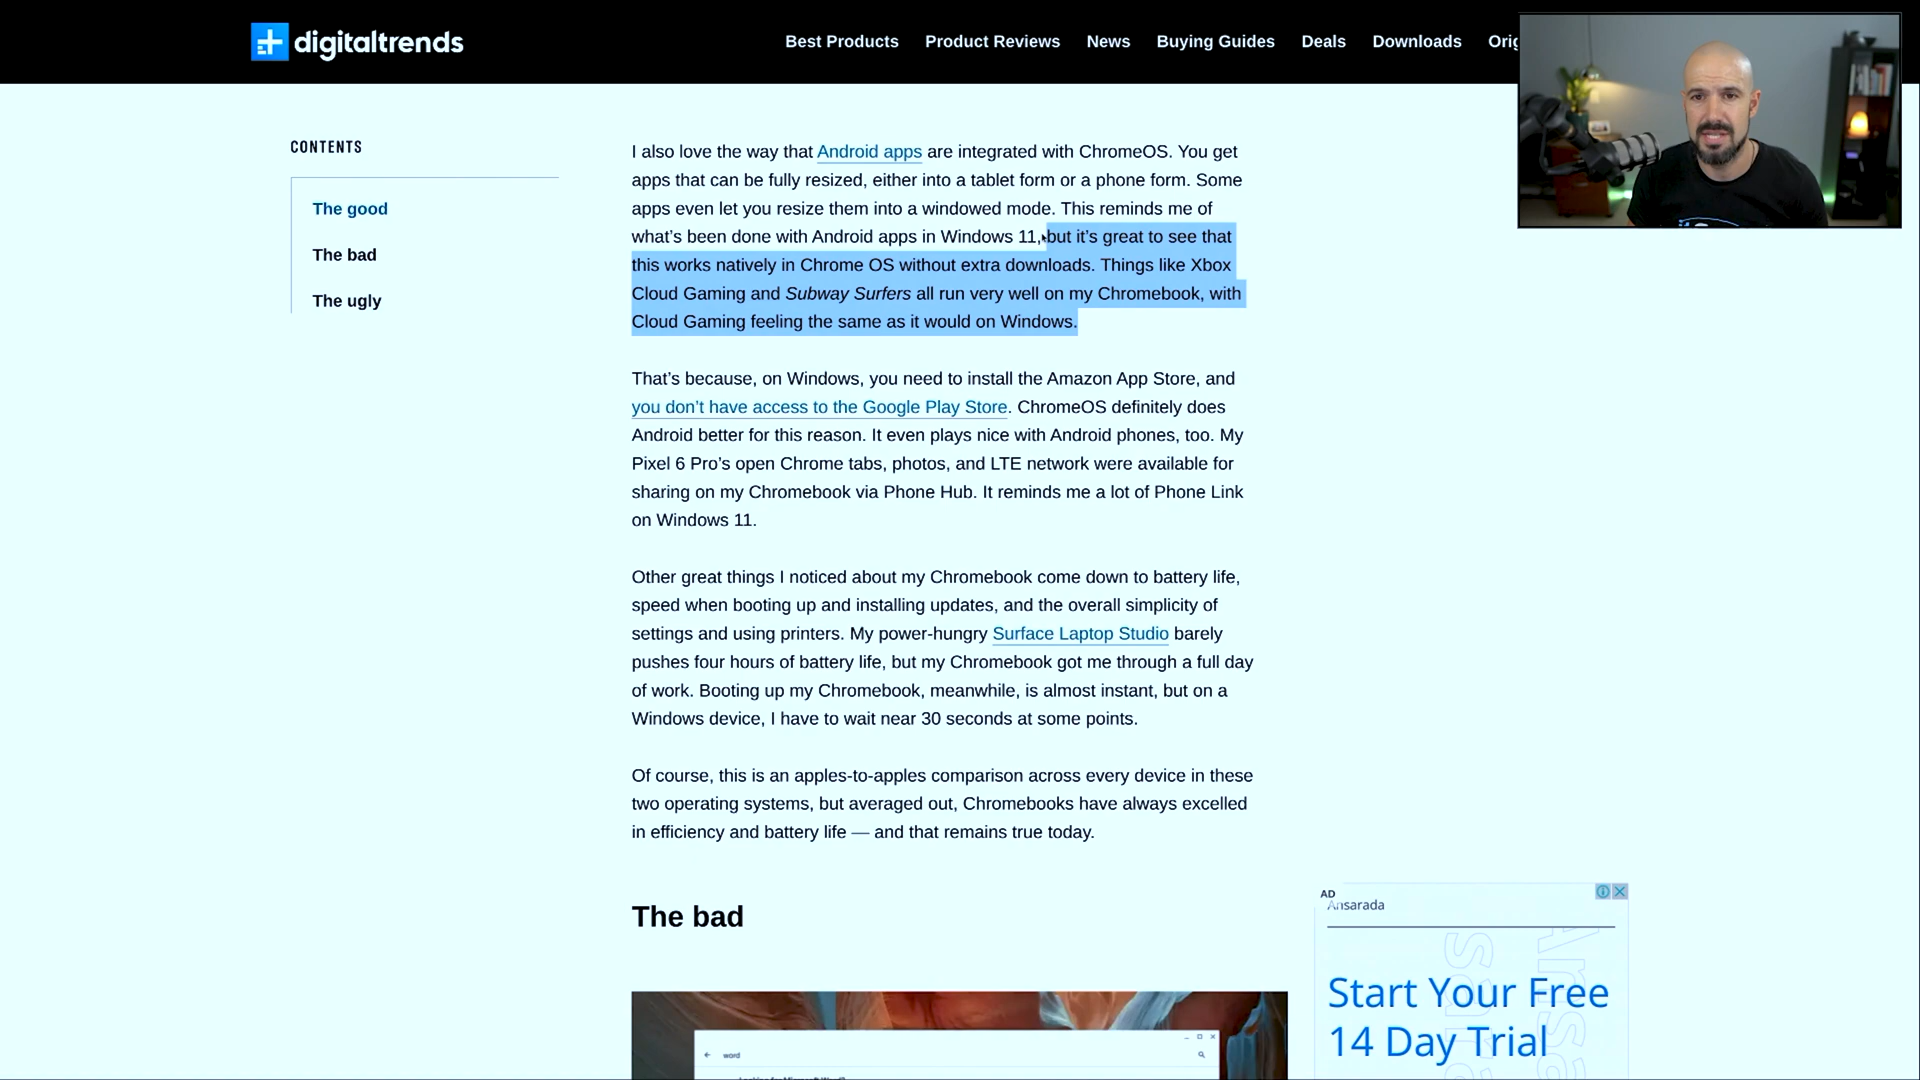 digitaltrends
Best Products Product Reviews News Buying Guides Deals Downloads
CONTENTS
The good
The bad
The ugly
I also love the way that Android apps are integrated with ChromeOS. You get
apps that can be fully resized, either into a tablet form or a phone form. Some
apps even let you resize them into a windowed mode. This reminds me of
what’s been done with Android apps in Windows 11, but it’s great to see that
this works natively in Chrome OS without extra downloads. Things like Xbox
Cloud Gaming and Subway Surfers all run very well on my Chromebook, with
Cloud Gaming feeling the same as it would on Windows.
That’s because, on Windows, you need to install the Amazon App Store, and
you don’t have access to the Google Play Store. ChromeOS definitely does
Android better for this reason. It even plays nice with Android phones, too. My
Pixel 6 Pro’s open Chrome tabs, photos, and LTE network were available for
sharing on my Chromebook via Phone Hub. It reminds me a lot of Phone Link
on Windows 11.
Other great things I noticed about my Chromebook come down to battery life,
speed when booting up and installing updates, and the overall simplicity of
settings and using printers. My power-hungry Surface Laptop Studio barely
pushes four hours of battery life, but my Chromebook got me through a full day
of work. Booting up my Chromebook, meanwhile, is almost instant, but on a
Windows device, I have to wait near 30 seconds at some points.
Of course, this is an apples-to-apples comparison across every device in these
two operating systems, but averaged out, Chromebooks have always excelled
in efficiency and battery life — and that remains true today.
The bad
word
AD
Ansarada
Start Your Free
14 Day Trial